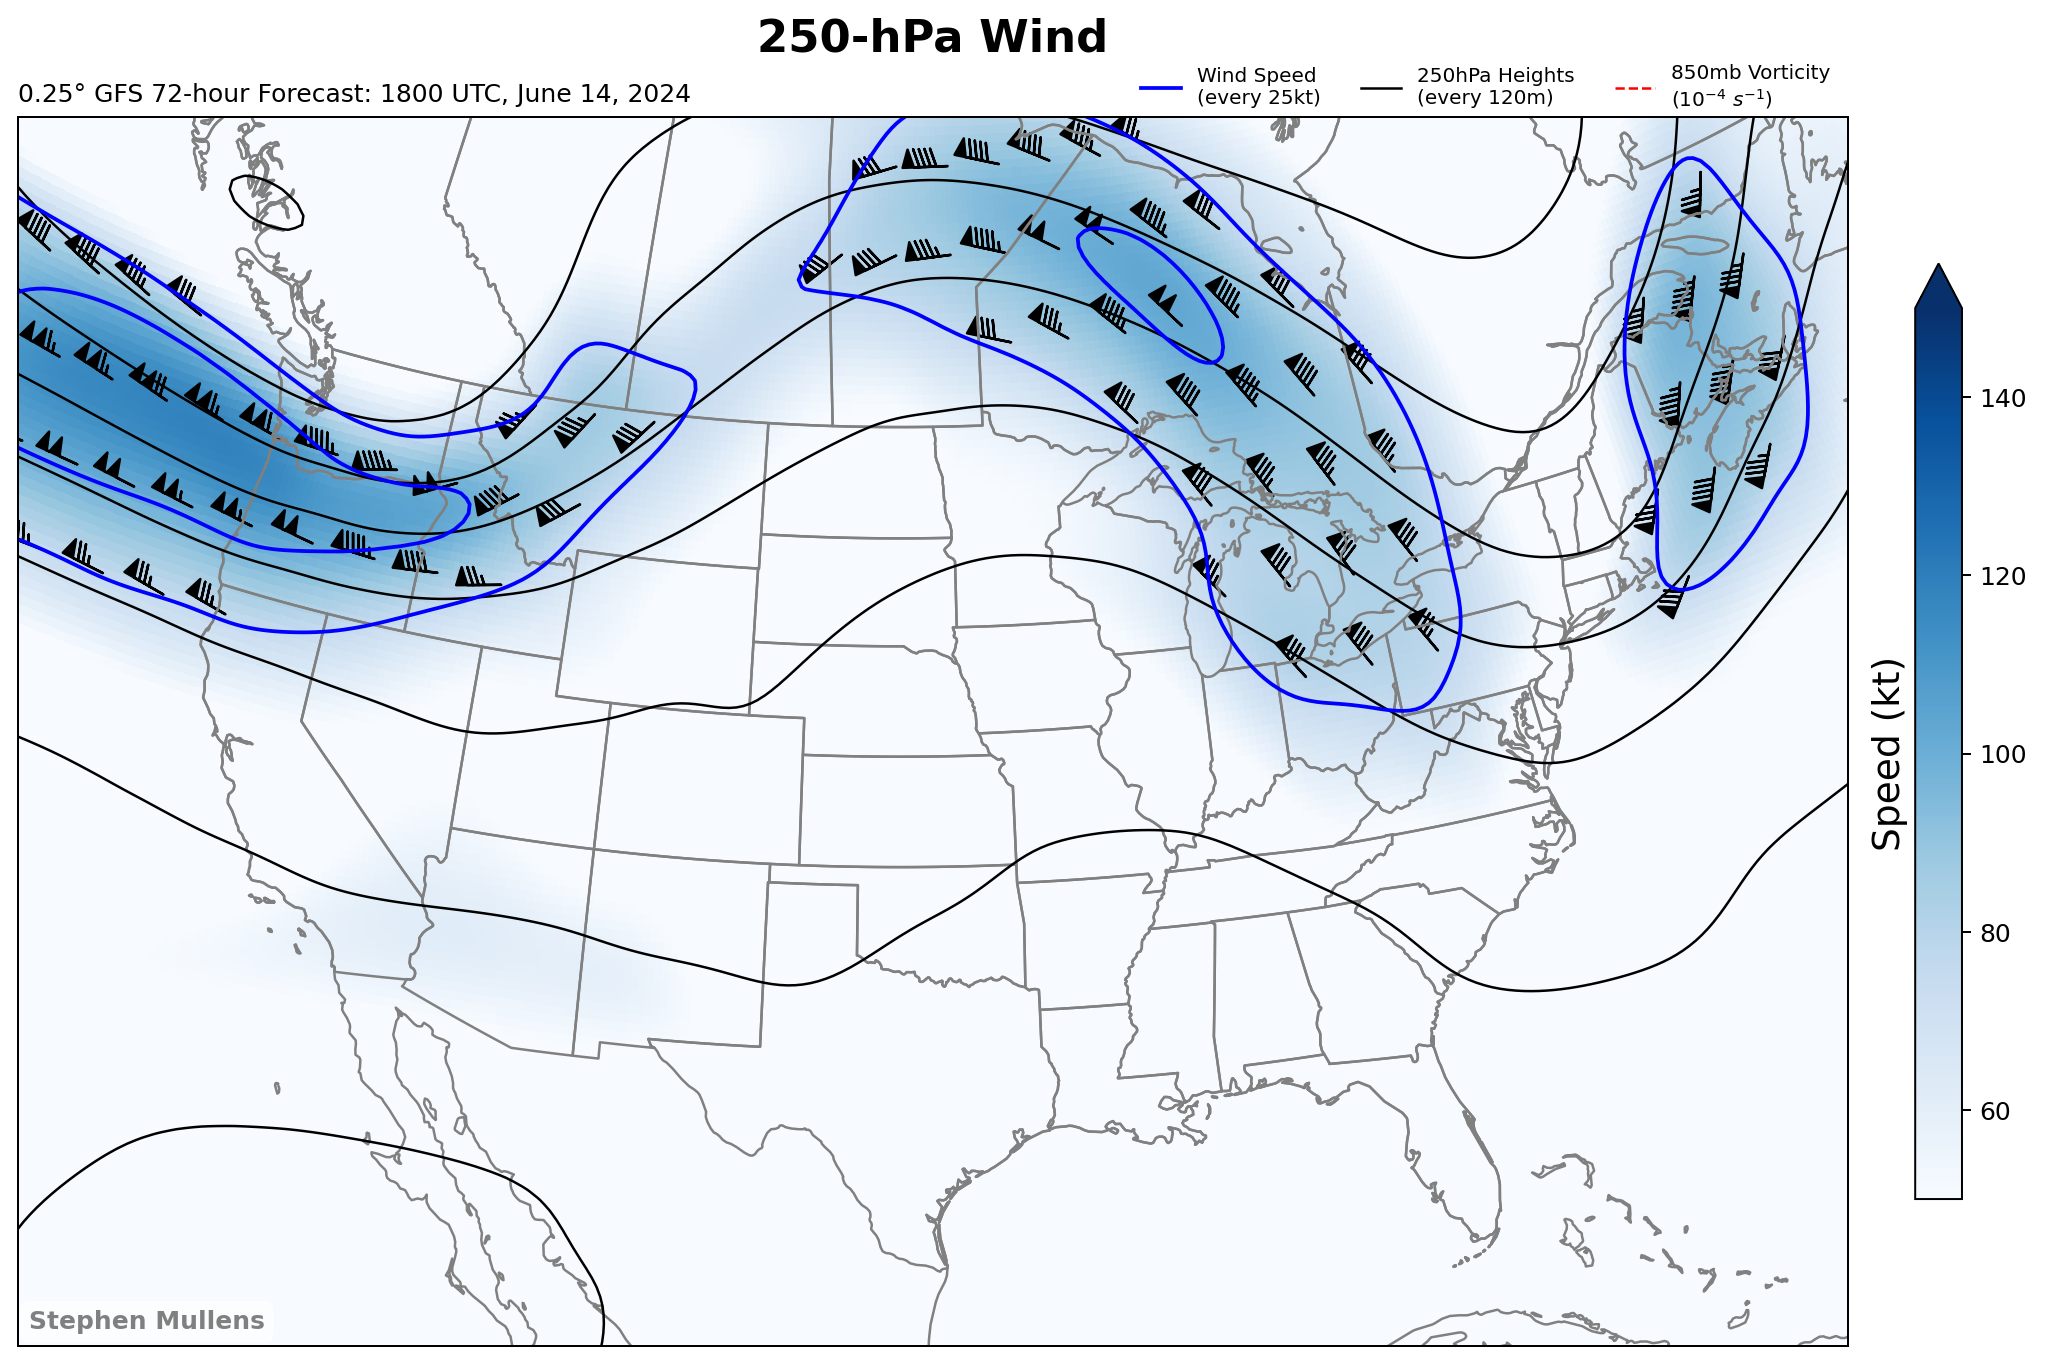 250-hPa Wind
0.25° GFS 72-hour Forecast: 1800 UTC, June 14, 2024
Wind Speed
(every 25kt)
250hPa Heights
(every 120m)
850mb Vorticity
(10⁻⁴ s⁻¹)
140
120
100
80
60
Speed (kt)
Stephen Mullens